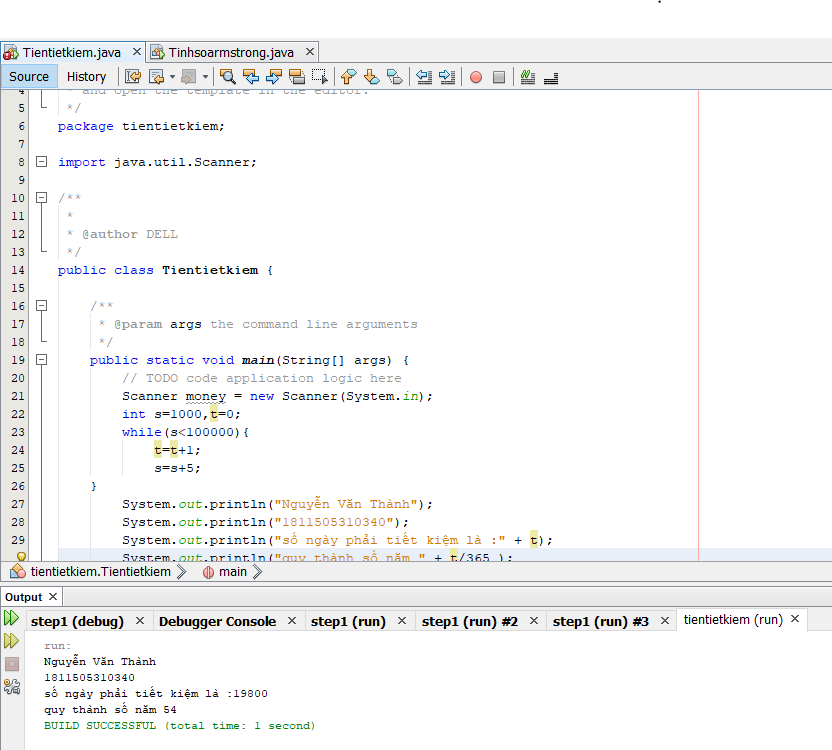 Tientietkiem.java × Tinhsoarmstrong.java ×
Source History
4 * and open the template in the editor.
5 */
6 package tientietkiem;
7
8 import java.util.Scanner;
9
10 /**
11 *
12 * @author DELL
13 */
14 public class Tientietkiem {
15
16 /**
17 * @param args the command line arguments
18 */
19 public static void main(String[] args) {
20 // TODO code application logic here
21 Scanner money = new Scanner(System.in);
22 int s=1000,t=0;
23 while(s<100000){
24 t=t+1;
25 s=s+5;
26 }
27 System.out.println("Nguyễn Văn Thành");
28 System.out.println("1811505310340");
29 System.out.println("số ngày phải tiết kiệm là :" + t);
System.out.println("quy thành số năm " + t/365 );
tientietkiem.Tientietkiem main
Output ×
step1 (debug) × Debugger Console × step1 (run) × step1 (run) #2 × step1 (run) #3 × tientietkiem (run) ×
run:
Nguyễn Văn Thành
1811505310340
số ngày phải tiết kiệm là :19800
quy thành số năm 54
BUILD SUCCESSFUL (total time: 1 second)